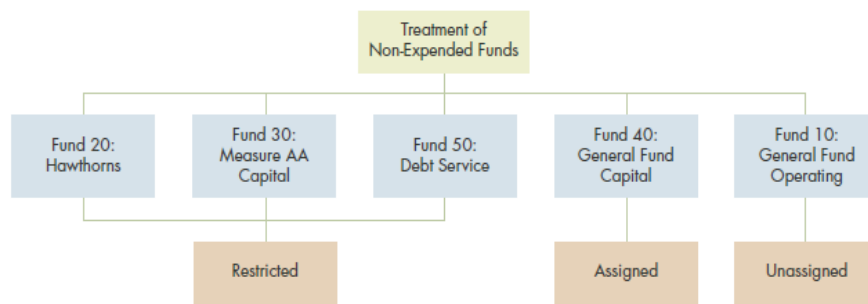 Treatment of
Non-Expended Funds
Fund 20:
Hawthorns
Fund 30:
Measure AA
Capital
Fund 50:
Debt Service
Fund 40:
General Fund
Capital
Fund 10:
General Fund
Operating
Restricted
Assigned
Unassigned